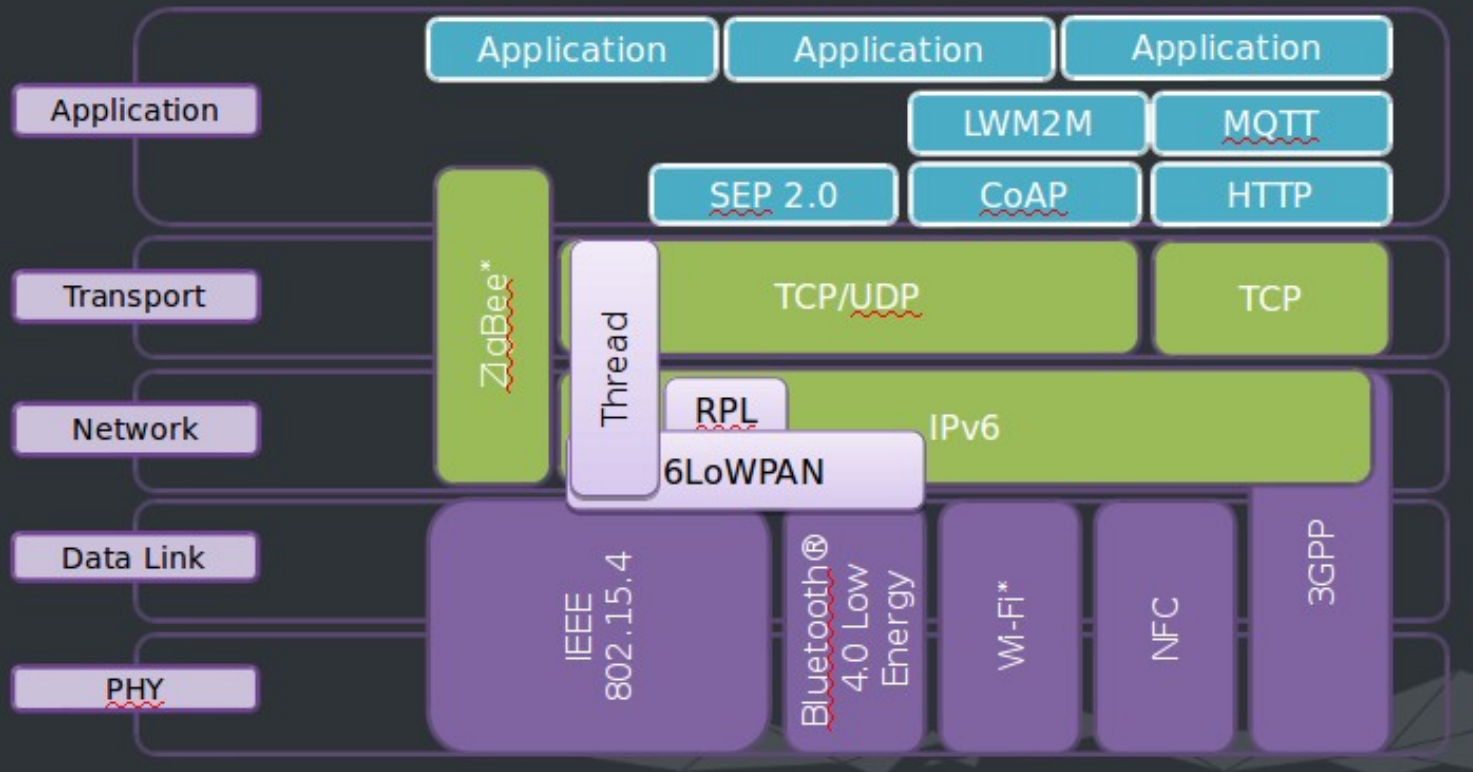 Application
Application
Application
Application
LWM2M
MQTT
SEP 2.0
CoAP
HTTP
Transport
ZigBee*
Thread
TCP/UDP
TCP
Network
RPL
IPv6
6LoWPAN
Data Link
IEEE
802.15.4
Bluetooth®
4.0 Low
Energy
Wi-Fi*
NFC
3GPP
PHY